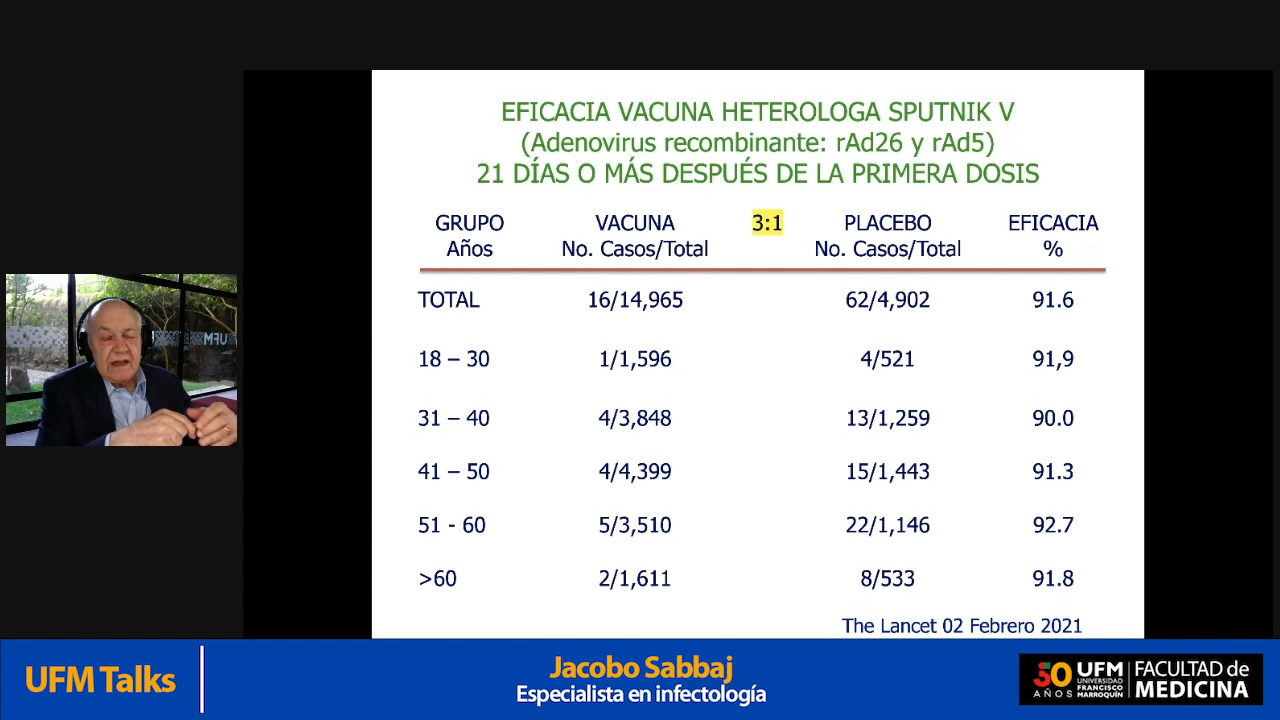 EFICACIA VACUNA HETEROLOGA SPUTNIK V
(Adenovirus recombinante: rAd26 y rAd5)
21 DÍAS O MÁS DESPUÉS DE LA PRIMERA DOSIS
GRUPO VACUNA 3:1 PLACEBO EFICACIA
Años No. Casos/Total No. Casos/Total %
TOTAL 16/14,965 62/4,902 91.6
18 – 30 1/1,596 4/521 91,9
31 – 40 4/3,848 13/1,259 90.0
41 – 50 4/4,399 15/1,443 91.3
51 - 60 5/3,510 22/1,146 92.7
>60 2/1,611 8/533 91.8
The Lancet 02 Febrero 2021
UFM
UFM Talks
Jacobo Sabbaj
Especialista en infectología
50 AÑOS
UFM
UNIVERSIDAD
FRANCISCO
MARROQUÍN
FACULTAD de
MEDICINA